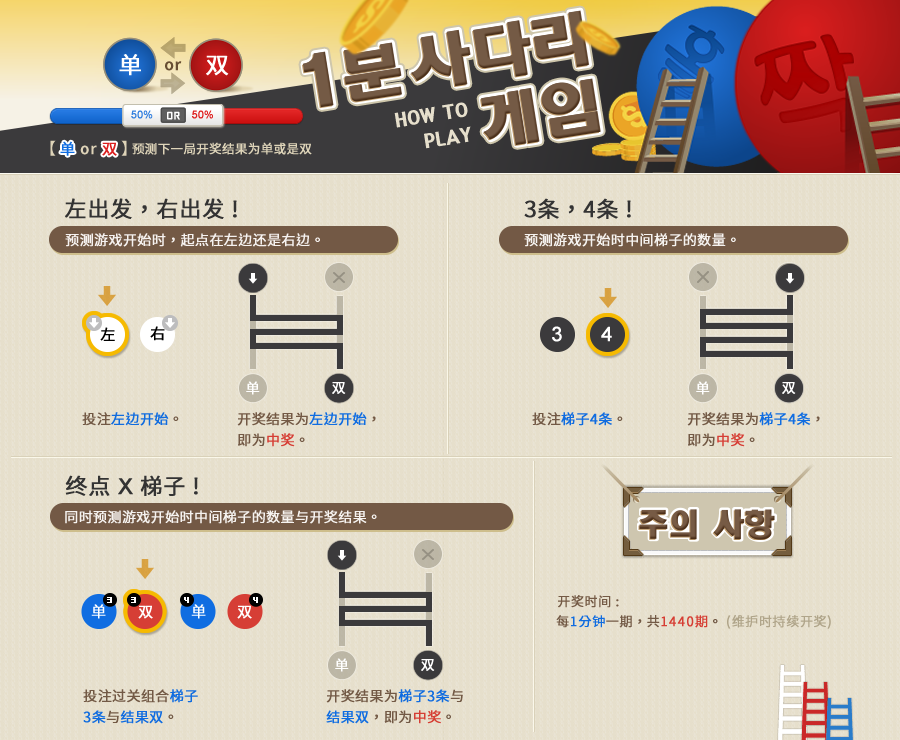 单 or 双
1분 사다리
게임
HOW TO
PLAY
홀
짝
50% OR 50%
【单 or 双】预测下一局开奖结果为单或是双
左出发，右出发！
预测游戏开始时，起点在左边还是右边。
左 右
单 双
投注左边开始。
开奖结果为左边开始，
即为中奖。
3条，4条！
预测游戏开始时中间梯子的数量。
3 4
单 双
投注梯子4条。
开奖结果为梯子4条，
即为中奖。
终点 X 梯子！
同时预测游戏开始时中间梯子的数量与开奖结果。
单 3 3 双 4 单 双 4
单 双
投注过关组合梯子
3条与结果双。
开奖结果为梯子3条与
结果双，即为中奖。
주의 사항
开奖时间：
每1分钟一期，共1440期。(维护时持续开奖)